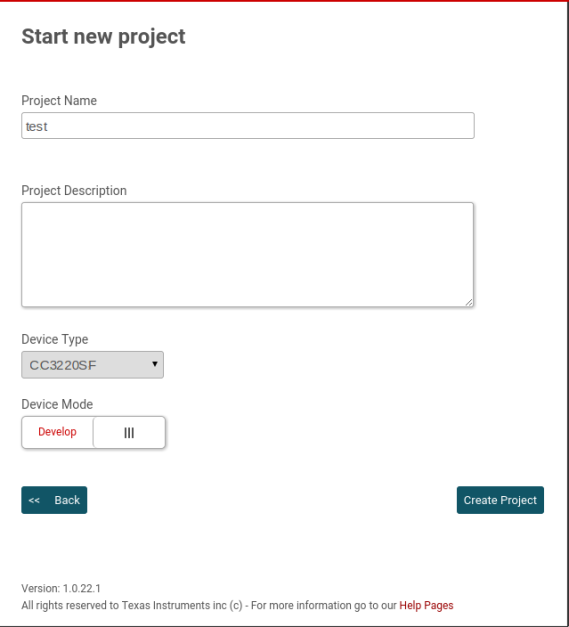 Start new project
Project Name
test
Project Description
Device Type
CC3220SF
Device Mode
Develop
<< Back
Create Project
Version: 1.0.22.1
All rights reserved to Texas Instruments inc (c) - For more information go to our Help Pages